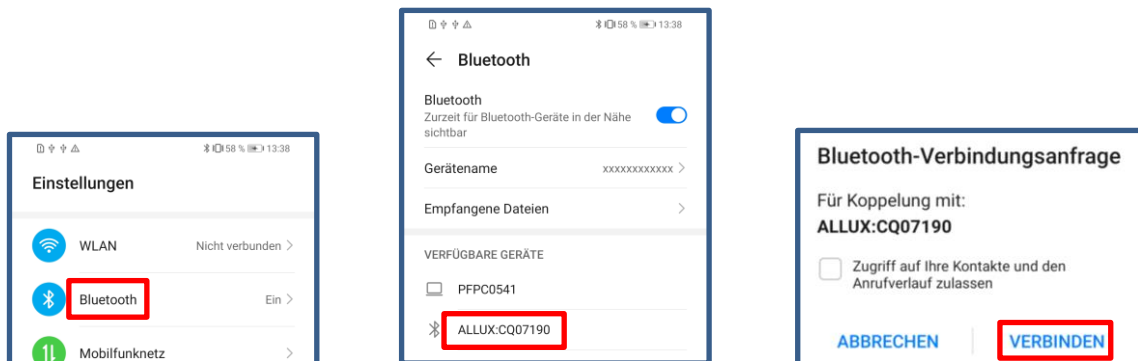 58 % 13:38
Einstellungen
WLAN Nicht verbunden
Bluetooth Ein
Mobilfunknetz
58 % 13:38
Bluetooth
Bluetooth
Zurzeit für Bluetooth-Geräte in der Nähe
sichtbar
Gerätename xxxxxxxxxxxx
Empfangene Dateien
VERFÜGBARE GERÄTE
PFPC0541
ALLUX:CQ07190
Bluetooth-Verbindungsanfrage
Für Koppelung mit:
ALLUX:CQ07190
Zugriff auf Ihre Kontakte und den
Anrufverlauf zulassen
ABBRECHEN VERBINDEN